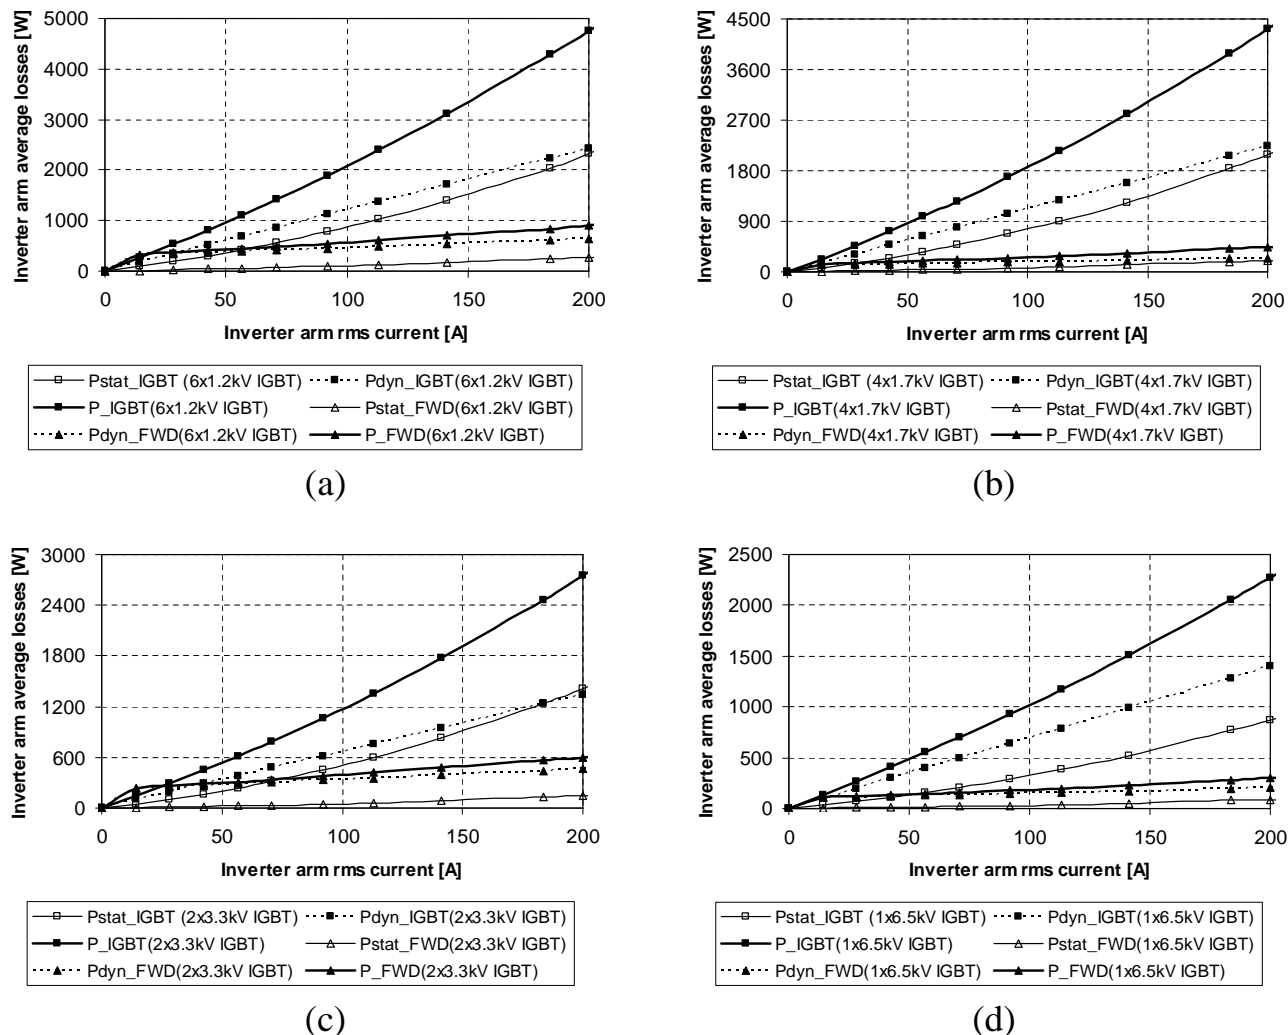 Inverter arm average losses [W]
5000
4000
3000
2000
1000
0
0 50 100 150 200
Inverter arm rms current [A]
Pstat_IGBT (6x1.2kV IGBT) Pdyn_IGBT(6x1.2kV IGBT)
P_IGBT(6x1.2kV IGBT) Pstat_FWD(6x1.2kV IGBT)
Pdyn_FWD(6x1.2kV IGBT) P_FWD(6x1.2kV IGBT)
(a)
Inverter arm average losses [W]
4500
3600
2700
1800
900
0
0 50 100 150 200
Inverter arm rms current [A]
Pstat_IGBT (4x1.7kV IGBT) Pdyn_IGBT(4x1.7kV IGBT)
P_IGBT(4x1.7kV IGBT) Pstat_FWD(4x1.7kV IGBT)
Pdyn_FWD(4x1.7kV IGBT) P_FWD(4x1.7kV IGBT)
(b)
Inverter arm average losses [W]
3000
2400
1800
1200
600
0
0 50 100 150 200
Inverter arm rms current [A]
Pstat_IGBT (2x3.3kV IGBT) Pdyn_IGBT(2x3.3kV IGBT)
P_IGBT(2x3.3kV IGBT) Pstat_FWD(2x3.3kV IGBT)
Pdyn_FWD(2x3.3kV IGBT) P_FWD(2x3.3kV IGBT)
(c)
Inverter arm average losses [W]
2500
2000
1500
1000
500
0
0 50 100 150 200
Inverter arm rms current [A]
Pstat_IGBT (1x6.5kV IGBT) Pdyn_IGBT(1x6.5kV IGBT)
P_IGBT(1x6.5kV IGBT) Pstat_FWD(1x6.5kV IGBT)
Pdyn_FWD(1x6.5kV IGBT) P_FWD(1x6.5kV IGBT)
(d)